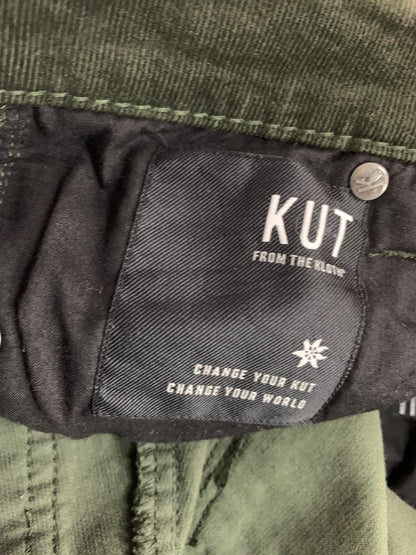 KUT
FROM THE KLOTH®
CHANGE YOUR KUT
CHANGE YOUR WORLD